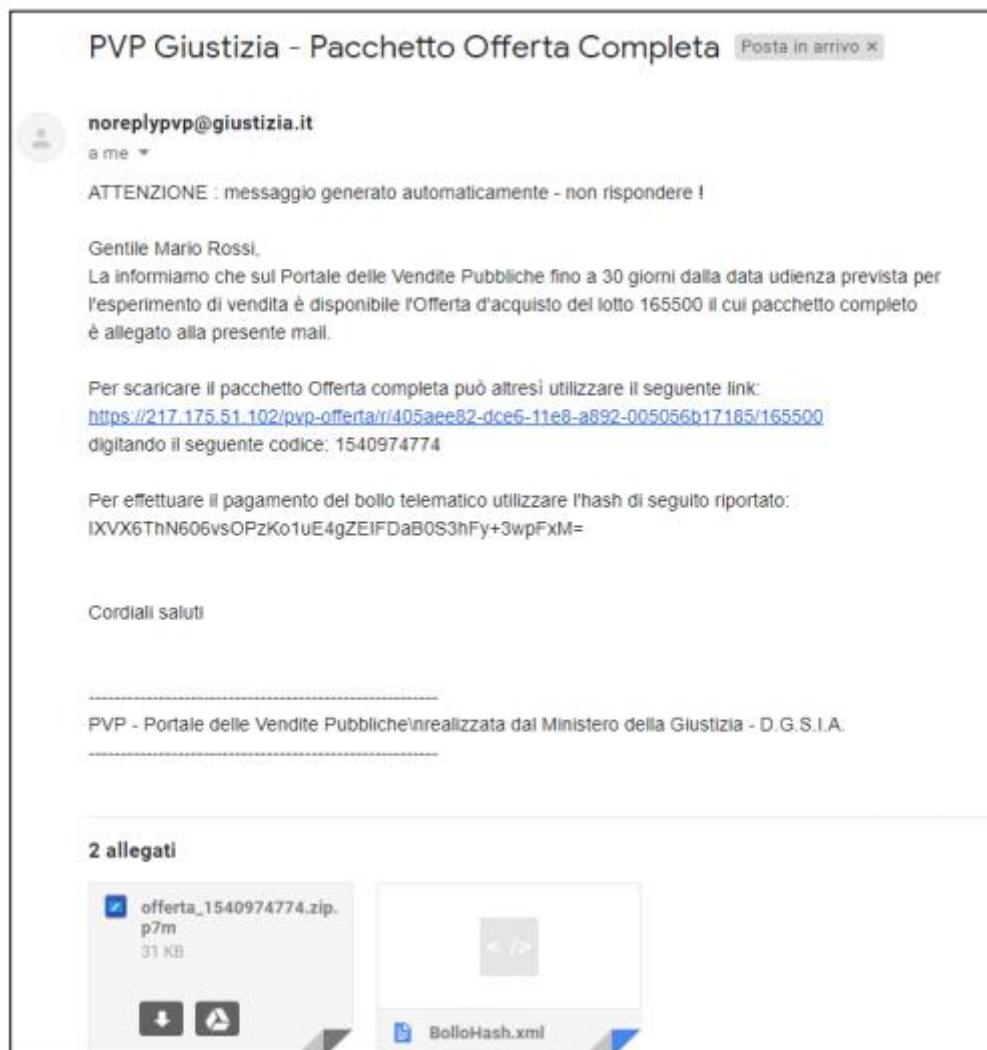 PVP Giustizia - Pacchetto Offerta Completa Posta in arrivo ×
noreplypvp@giustizia.it
a me
ATTENZIONE : messaggio generato automaticamente - non rispondere !
Gentile Mario Rossi,
La informiamo che sul Portale delle Vendite Pubbliche fino a 30 giorni dalla data udienza prevista per
l'esperimento di vendita è disponibile l'Offerta d'acquisto del lotto 165500 il cui pacchetto completo
è allegato alla presente mail.
Per scaricare il pacchetto Offerta completa può altresì utilizzare il seguente link:
https://217.175.51.102/pvp-offerta/r/405aee82-dce6-11e8-a892-005056b17185/165500
digitando il seguente codice: 1540974774
Per effettuare il pagamento del bollo telematico utilizzare l'hash di seguito riportato:
IXVX6ThN606vsOPzKo1uE4gZEIFDaB0S3hFy+3wpFxM=
Cordiali saluti
------------------------------------------------------
PVP - Portale delle Vendite Pubbliche\nrealizzata dal Ministero della Giustizia - D.G.S.I.A.
------------------------------------------------------
2 allegati
offerta_1540974774.zip.
p7m
31 KB
< />
BolloHash.xml